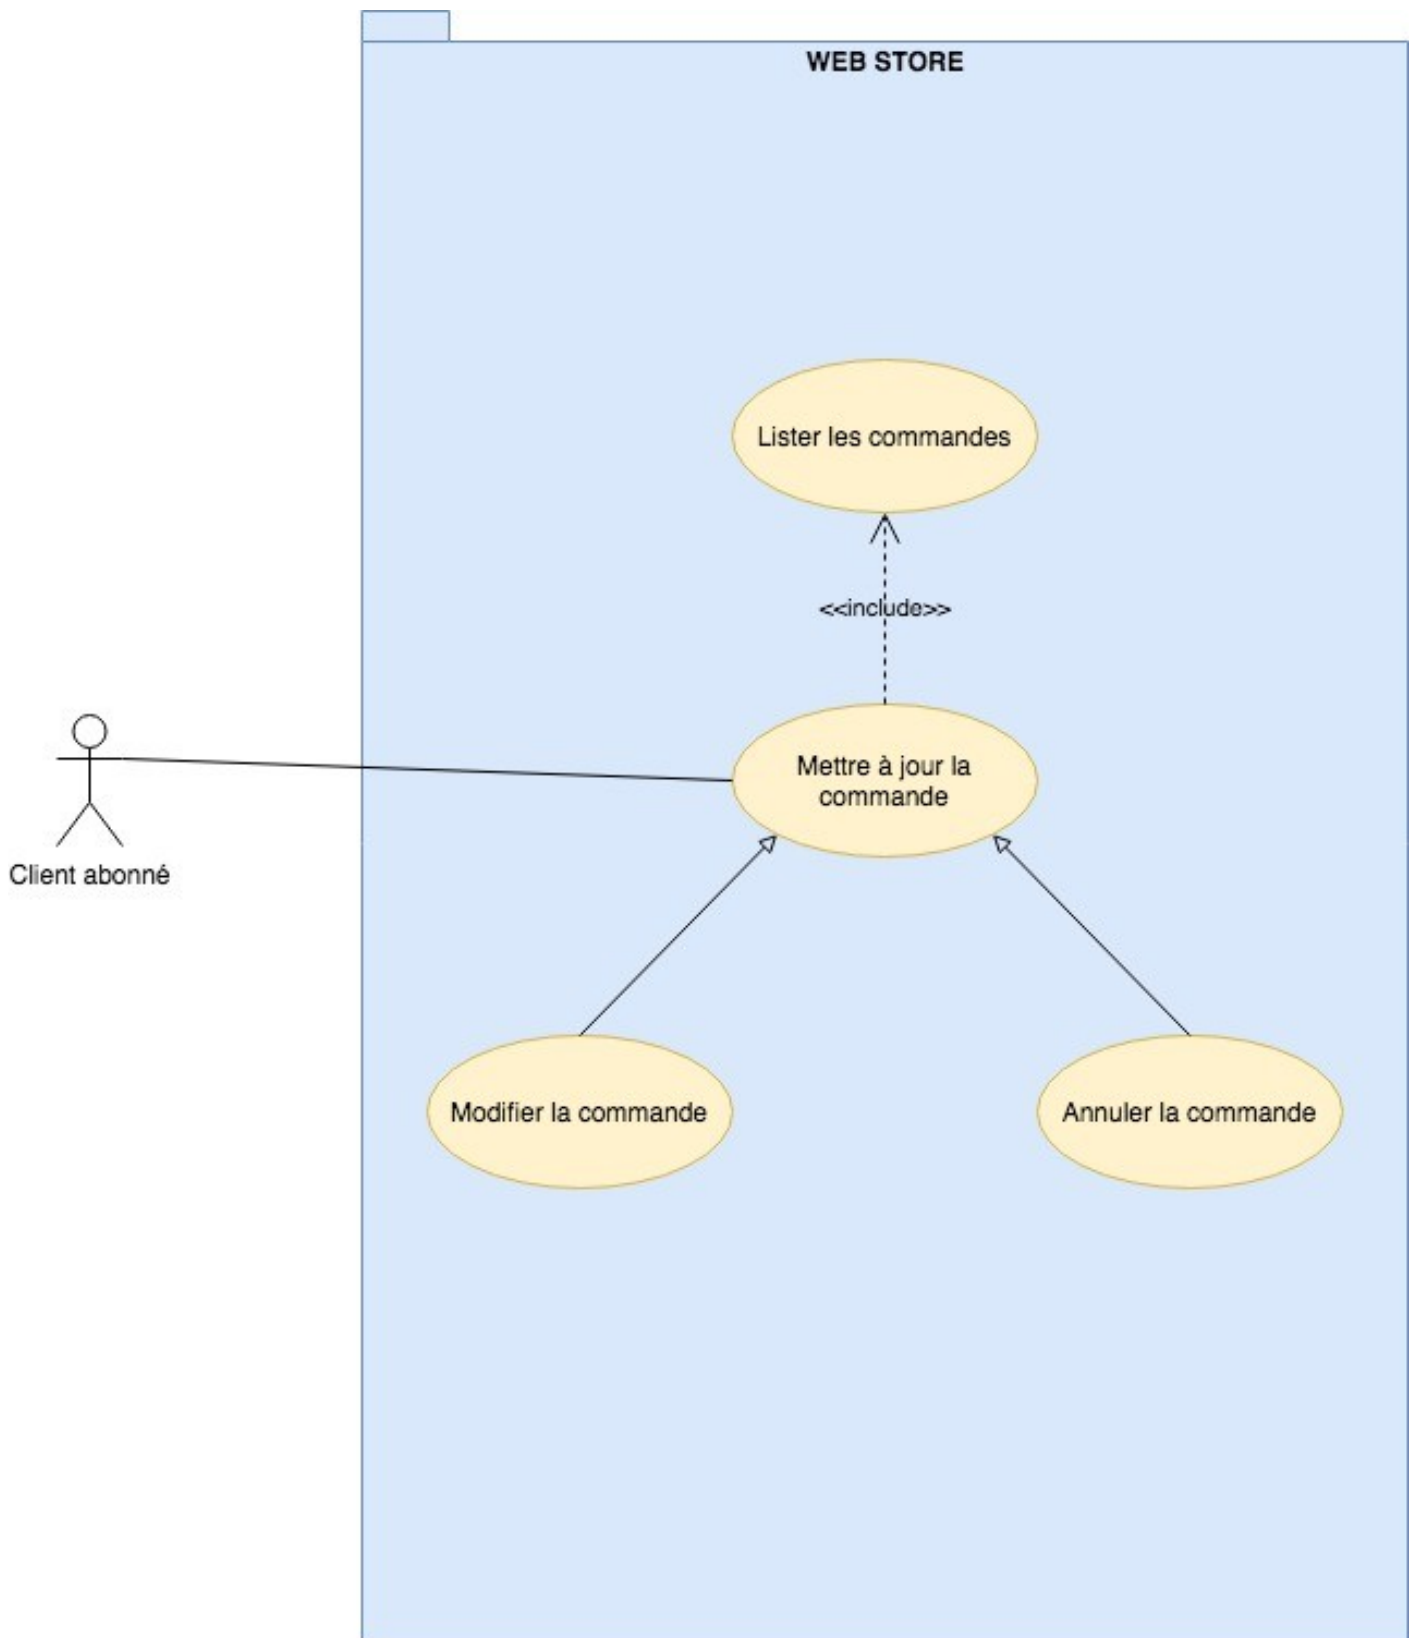 WEB STORE
Lister les commandes
<<include>>
Mettre à jour la
commande
Client abonné
Modifier la commande
Annuler la commande